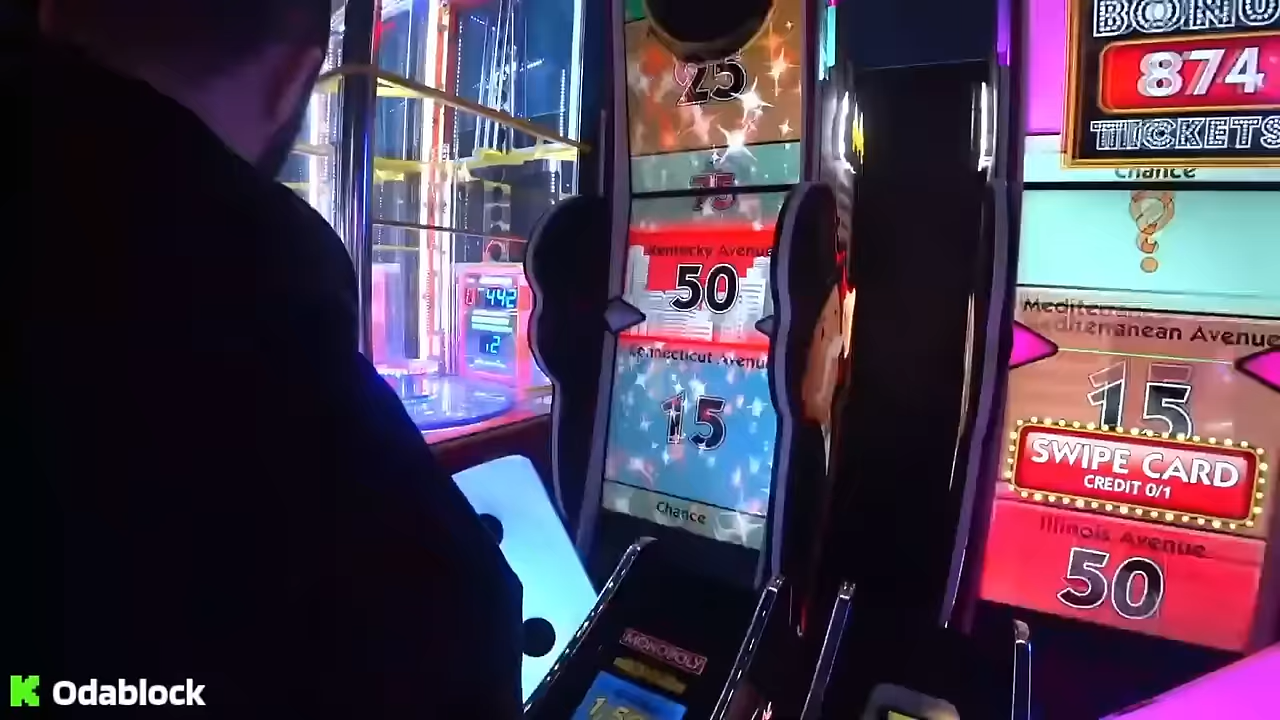 25
75
Kentucky Avenue
50
Connecticut Avenue
15
Chance
MONOPOLY
442
12
BONU
874
TICKETS
Chance
?
Mediterranean Avenue
15
SWIPE CARD
CREDIT 0/1
Illinois Avenue
50
K Odablock